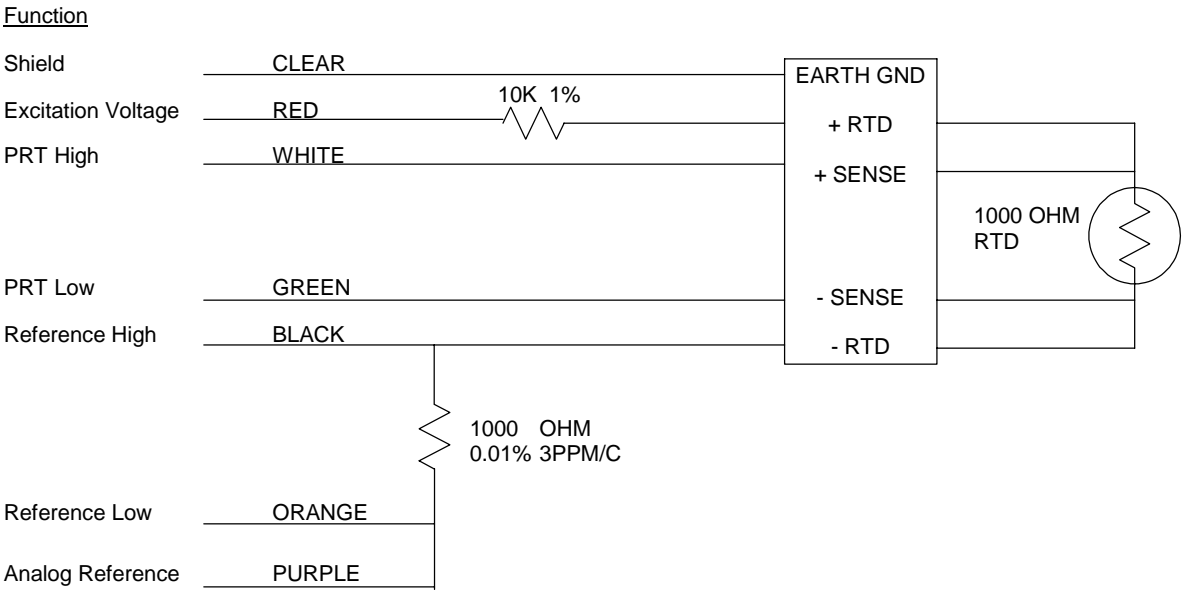 Function
Shield CLEAR EARTH GND
10K 1%
Excitation Voltage RED + RTD
PRT High WHITE + SENSE
1000 OHM
RTD
PRT Low GREEN - SENSE
Reference High BLACK - RTD
1000 OHM
0.01% 3PPM/C
Reference Low ORANGE
Analog Reference PURPLE